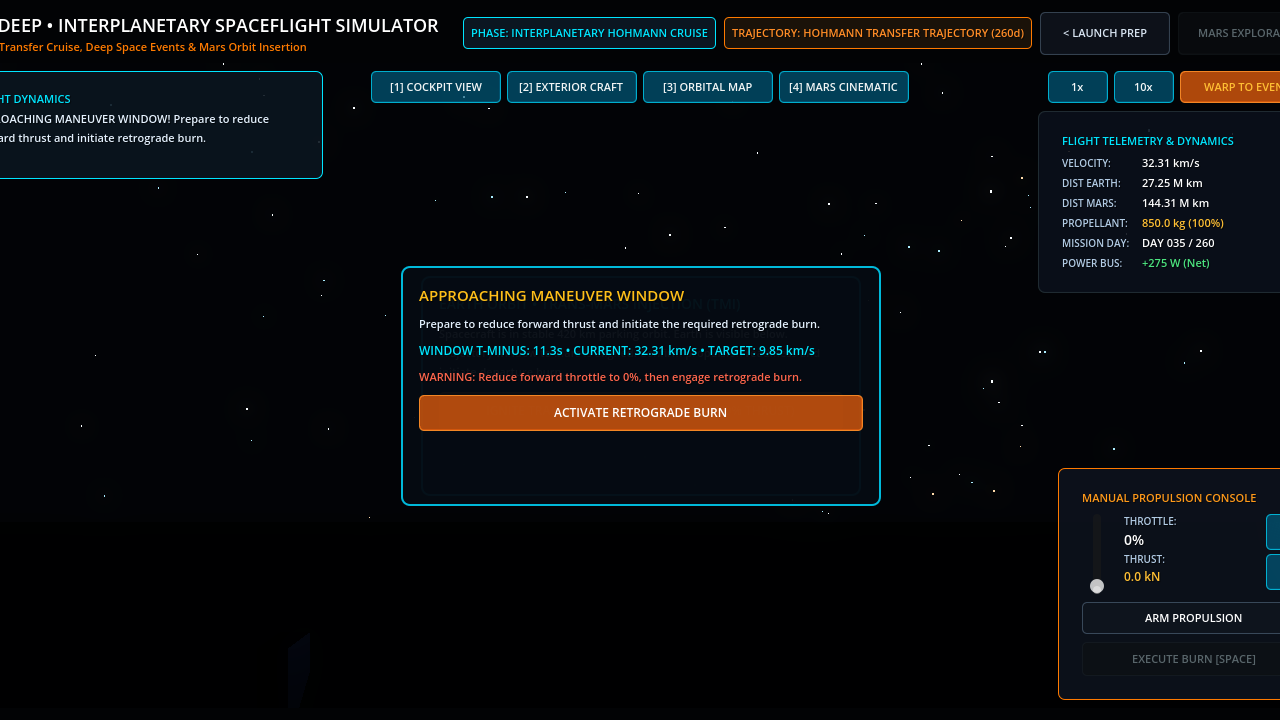 DEEP • INTERPLANETARY SPACEFLIGHT SIMULATOR
Transfer Cruise, Deep Space Events & Mars Orbit Insertion
PHASE: INTERPLANETARY HOHMANN CRUISE
TRAJECTORY: HOHMANN TRANSFER TRAJECTORY (260d)
< LAUNCH PREP
MARS EXPLORA
HT DYNAMICS
OACHING MANEUVER WINDOW! Prepare to reduce
ard thrust and initiate retrograde burn.
[1] COCKPIT VIEW
[2] EXTERIOR CRAFT
[3] ORBITAL MAP
[4] MARS CINEMATIC
1x
10x
WARP TO EVEN
FLIGHT TELEMETRY & DYNAMICS
VELOCITY: 32.31 km/s
DIST EARTH: 27.25 M km
DIST MARS: 144.31 M km
PROPELLANT: 850.0 kg (100%)
MISSION DAY: DAY 035 / 260
POWER BUS: +275 W (Net)
APPROACHING MANEUVER WINDOW
Prepare to reduce forward thrust and initiate the required retrograde burn.
WINDOW T-MINUS: 11.3s • CURRENT: 32.31 km/s • TARGET: 9.85 km/s
WARNING: Reduce forward throttle to 0%, then engage retrograde burn.
ACTIVATE RETROGRADE BURN
MANUAL PROPULSION CONSOLE
THROTTLE:
0%
THRUST:
0.0 kN
ARM PROPULSION
EXECUTE BURN [SPACE]